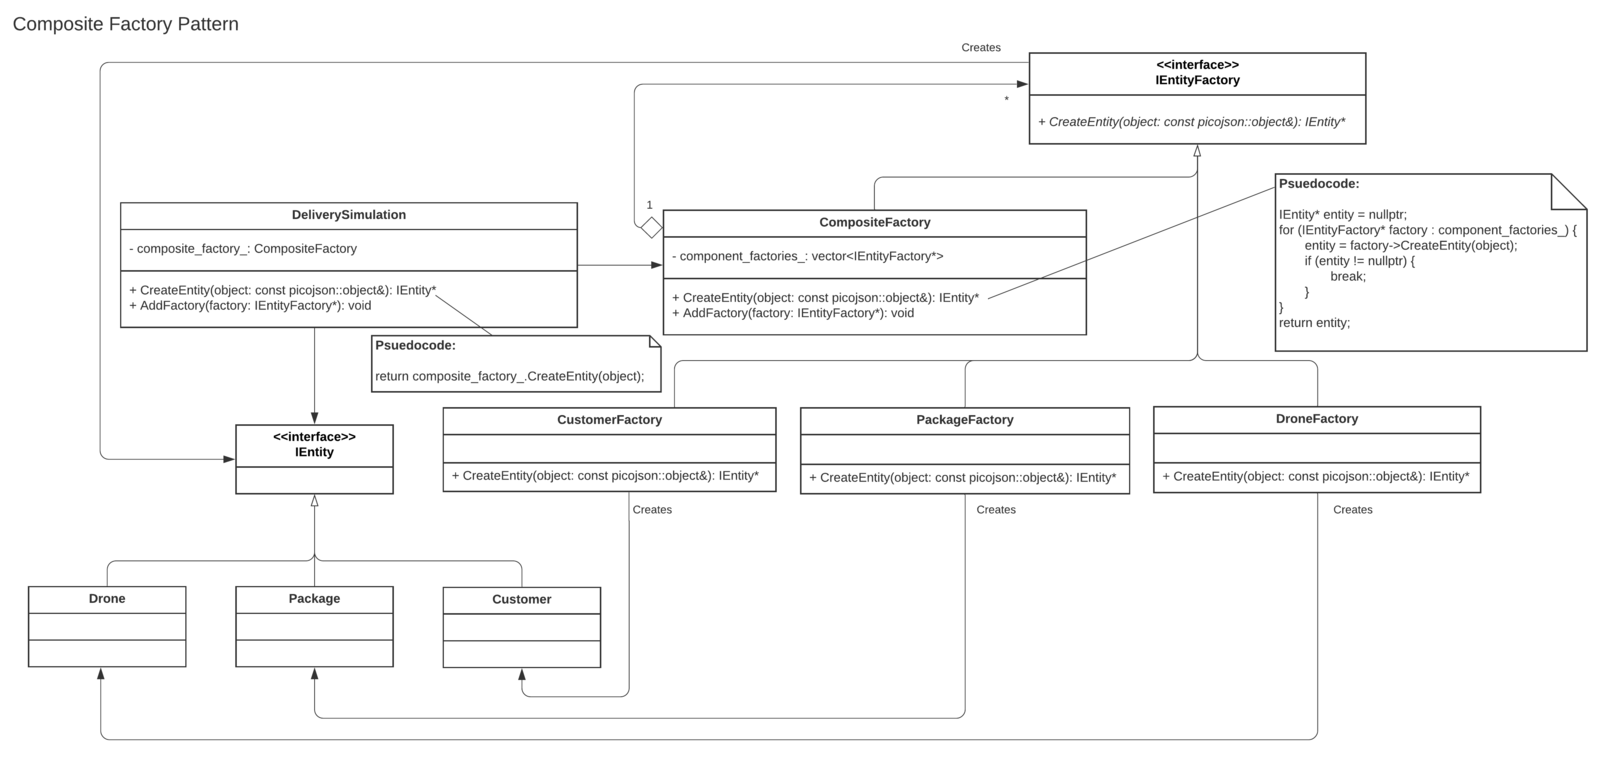 Composite Factory Pattern
Creates
<<interface>>
IEntityFactory
*
+ CreateEntity(object: const picojson::object&): IEntity*
Psuedocode:
IEntity* entity = nullptr;
for (IEntityFactory* factory : component_factories_) {
entity = factory->CreateEntity(object);
if (entity != nullptr) {
break;
}
}
return entity;
1
DeliverySimulation
- composite_factory_: CompositeFactory
+ CreateEntity(object: const picojson::object&): IEntity*
+ AddFactory(factory: IEntityFactory*): void
CompositeFactory
- component_factories_: vector<IEntityFactory*>
+ CreateEntity(object: const picojson::object&): IEntity*
+ AddFactory(factory: IEntityFactory*): void
Psuedocode:
return composite_factory_.CreateEntity(object);
<<interface>>
IEntity
CustomerFactory
+ CreateEntity(object: const picojson::object&): IEntity*
PackageFactory
+ CreateEntity(object: const picojson::object&): IEntity*
DroneFactory
+ CreateEntity(object: const picojson::object&): IEntity*
Creates
Creates
Creates
Drone
Package
Customer